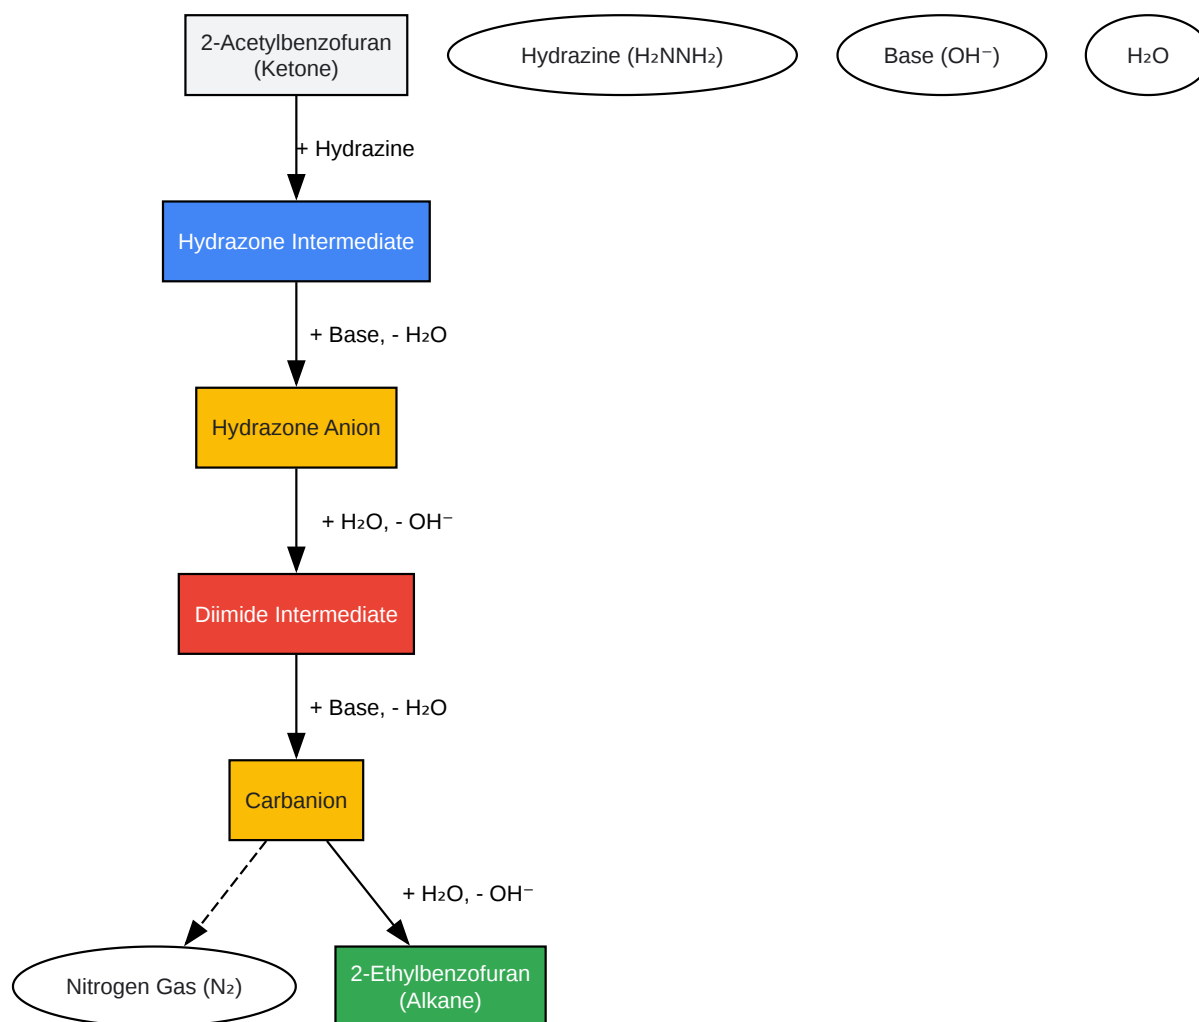 2-Acetylbenzofuran
(Ketone)
Hydrazine (H₂NNH₂)
Base (OH⁻)
H₂O
+ Hydrazine
Hydrazone Intermediate
+ Base, - H₂O
Hydrazone Anion
+ H₂O, - OH⁻
Diimide Intermediate
+ Base, - H₂O
Carbanion
+ H₂O, - OH⁻
Nitrogen Gas (N₂)
2-Ethylbenzofuran
(Alkane)